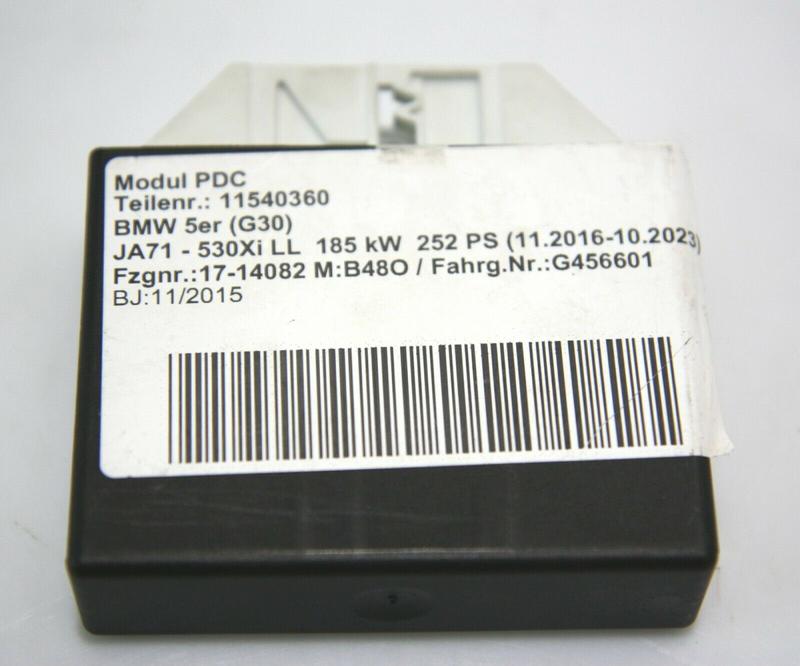 Modul PDC
Teilenr.: 11540360
BMW 5er (G30)
JA71 - 530Xi LL 185 kW 252 PS (11.2016-10.2023)
Fzgnr.:17-14082 M:B48O / Fahrg.Nr.:G456601
BJ:11/2015